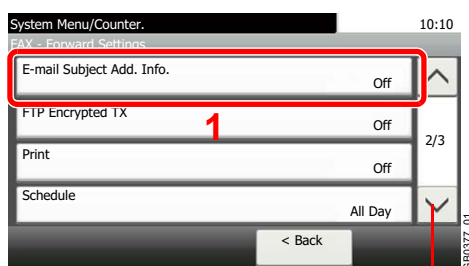 System Menu/Counter.
10:10
FAX - Forward Settings
E-mail Subject Add. Info.
Off
FTP Encrypted TX
Off
1
2/3
Print
Off
Schedule
All Day
< Back
GB0377_01